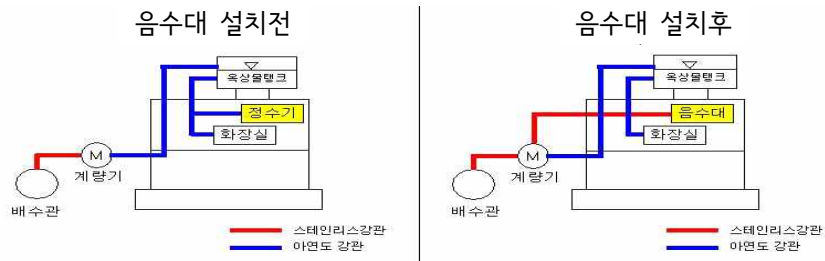 음수대 설치전
옥상물탱크
정수기
화장실
M
계량기
배수관
스테인리스강관
아연도 강관
음수대 설치후
옥상물탱크
음수대
화장실
M
계량기
배수관
스테인리스강관
아연도 강관